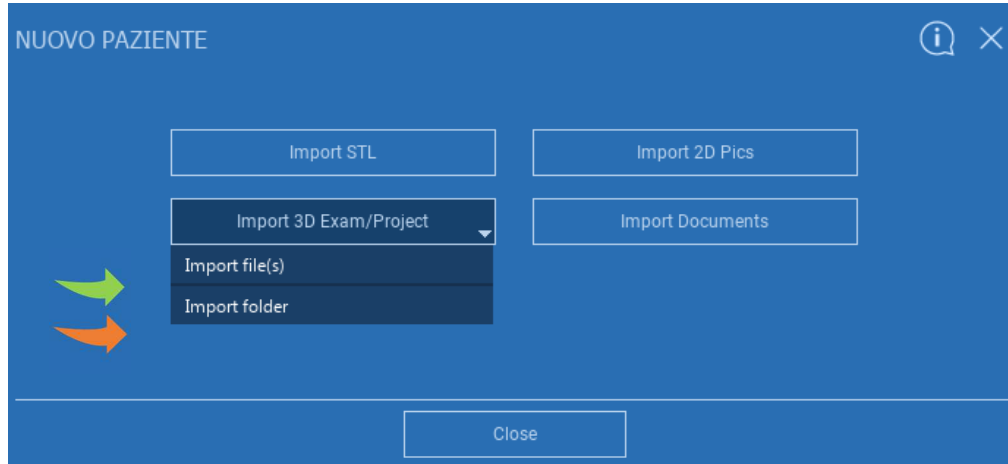 NUOVO PAZIENTE
Import STL
Import 2D Pics
Import 3D Exam/Project
Import Documents
Import file(s)
Import folder
Close